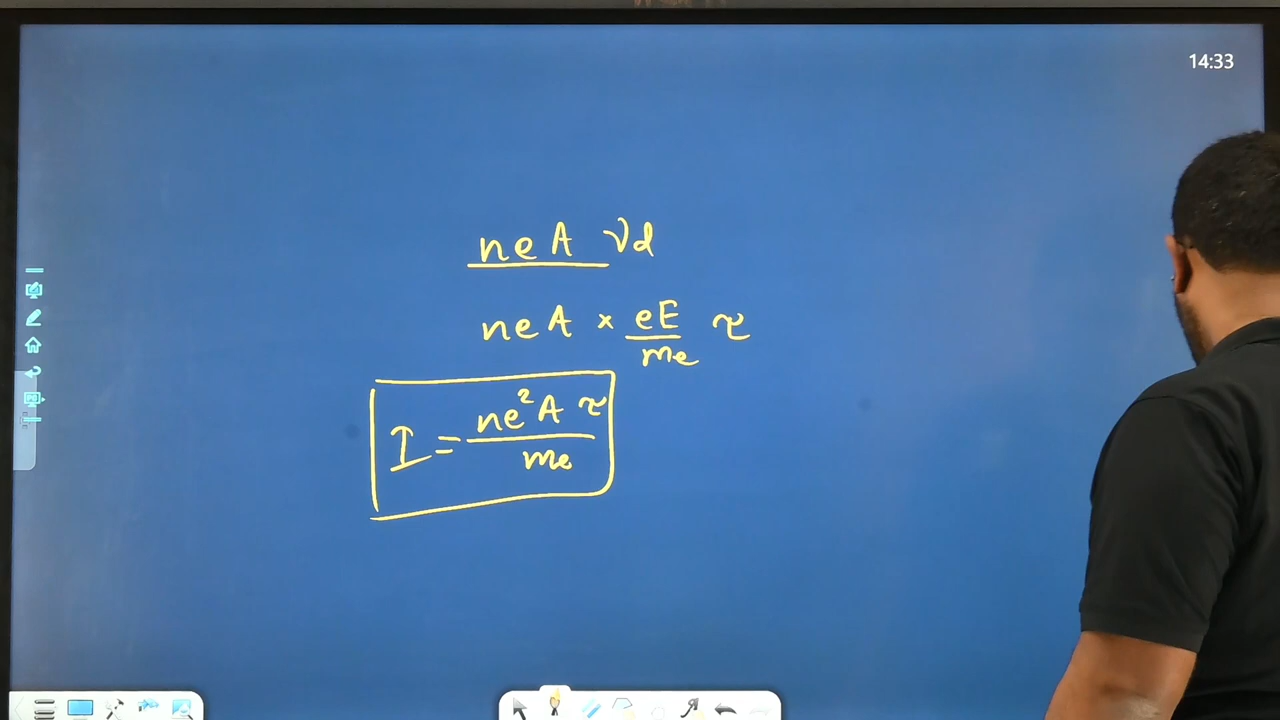 14:33
neA vd
neA × eE/me τ
I = ne²Aτ/me